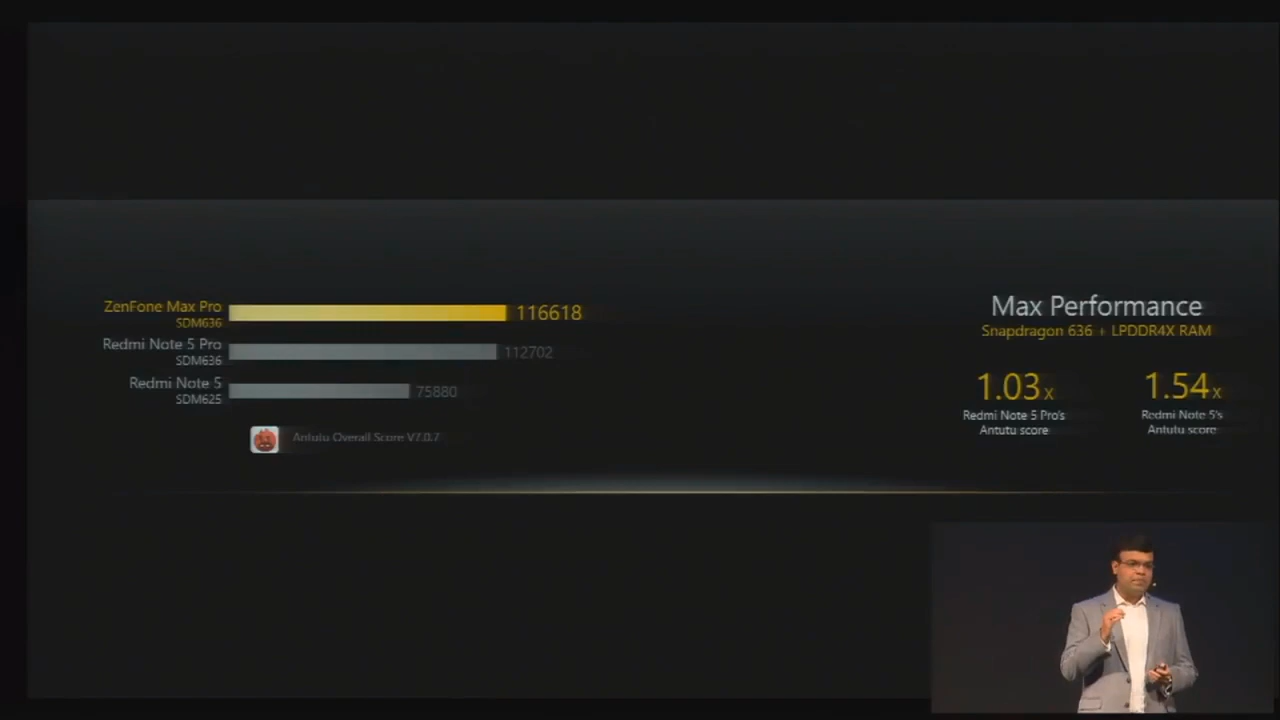 ZenFone Max Pro
SDM636
116618
Redmi Note 5 Pro
SDM636
112702
Redmi Note 5
SDM625
75880
Antutu Overall Score V7.0.7
Max Performance
Snapdragon 636 + LPDDR4X RAM
1.03x
Redmi Note 5 Pro's
Antutu score
1.54x
Redmi Note 5's
Antutu score